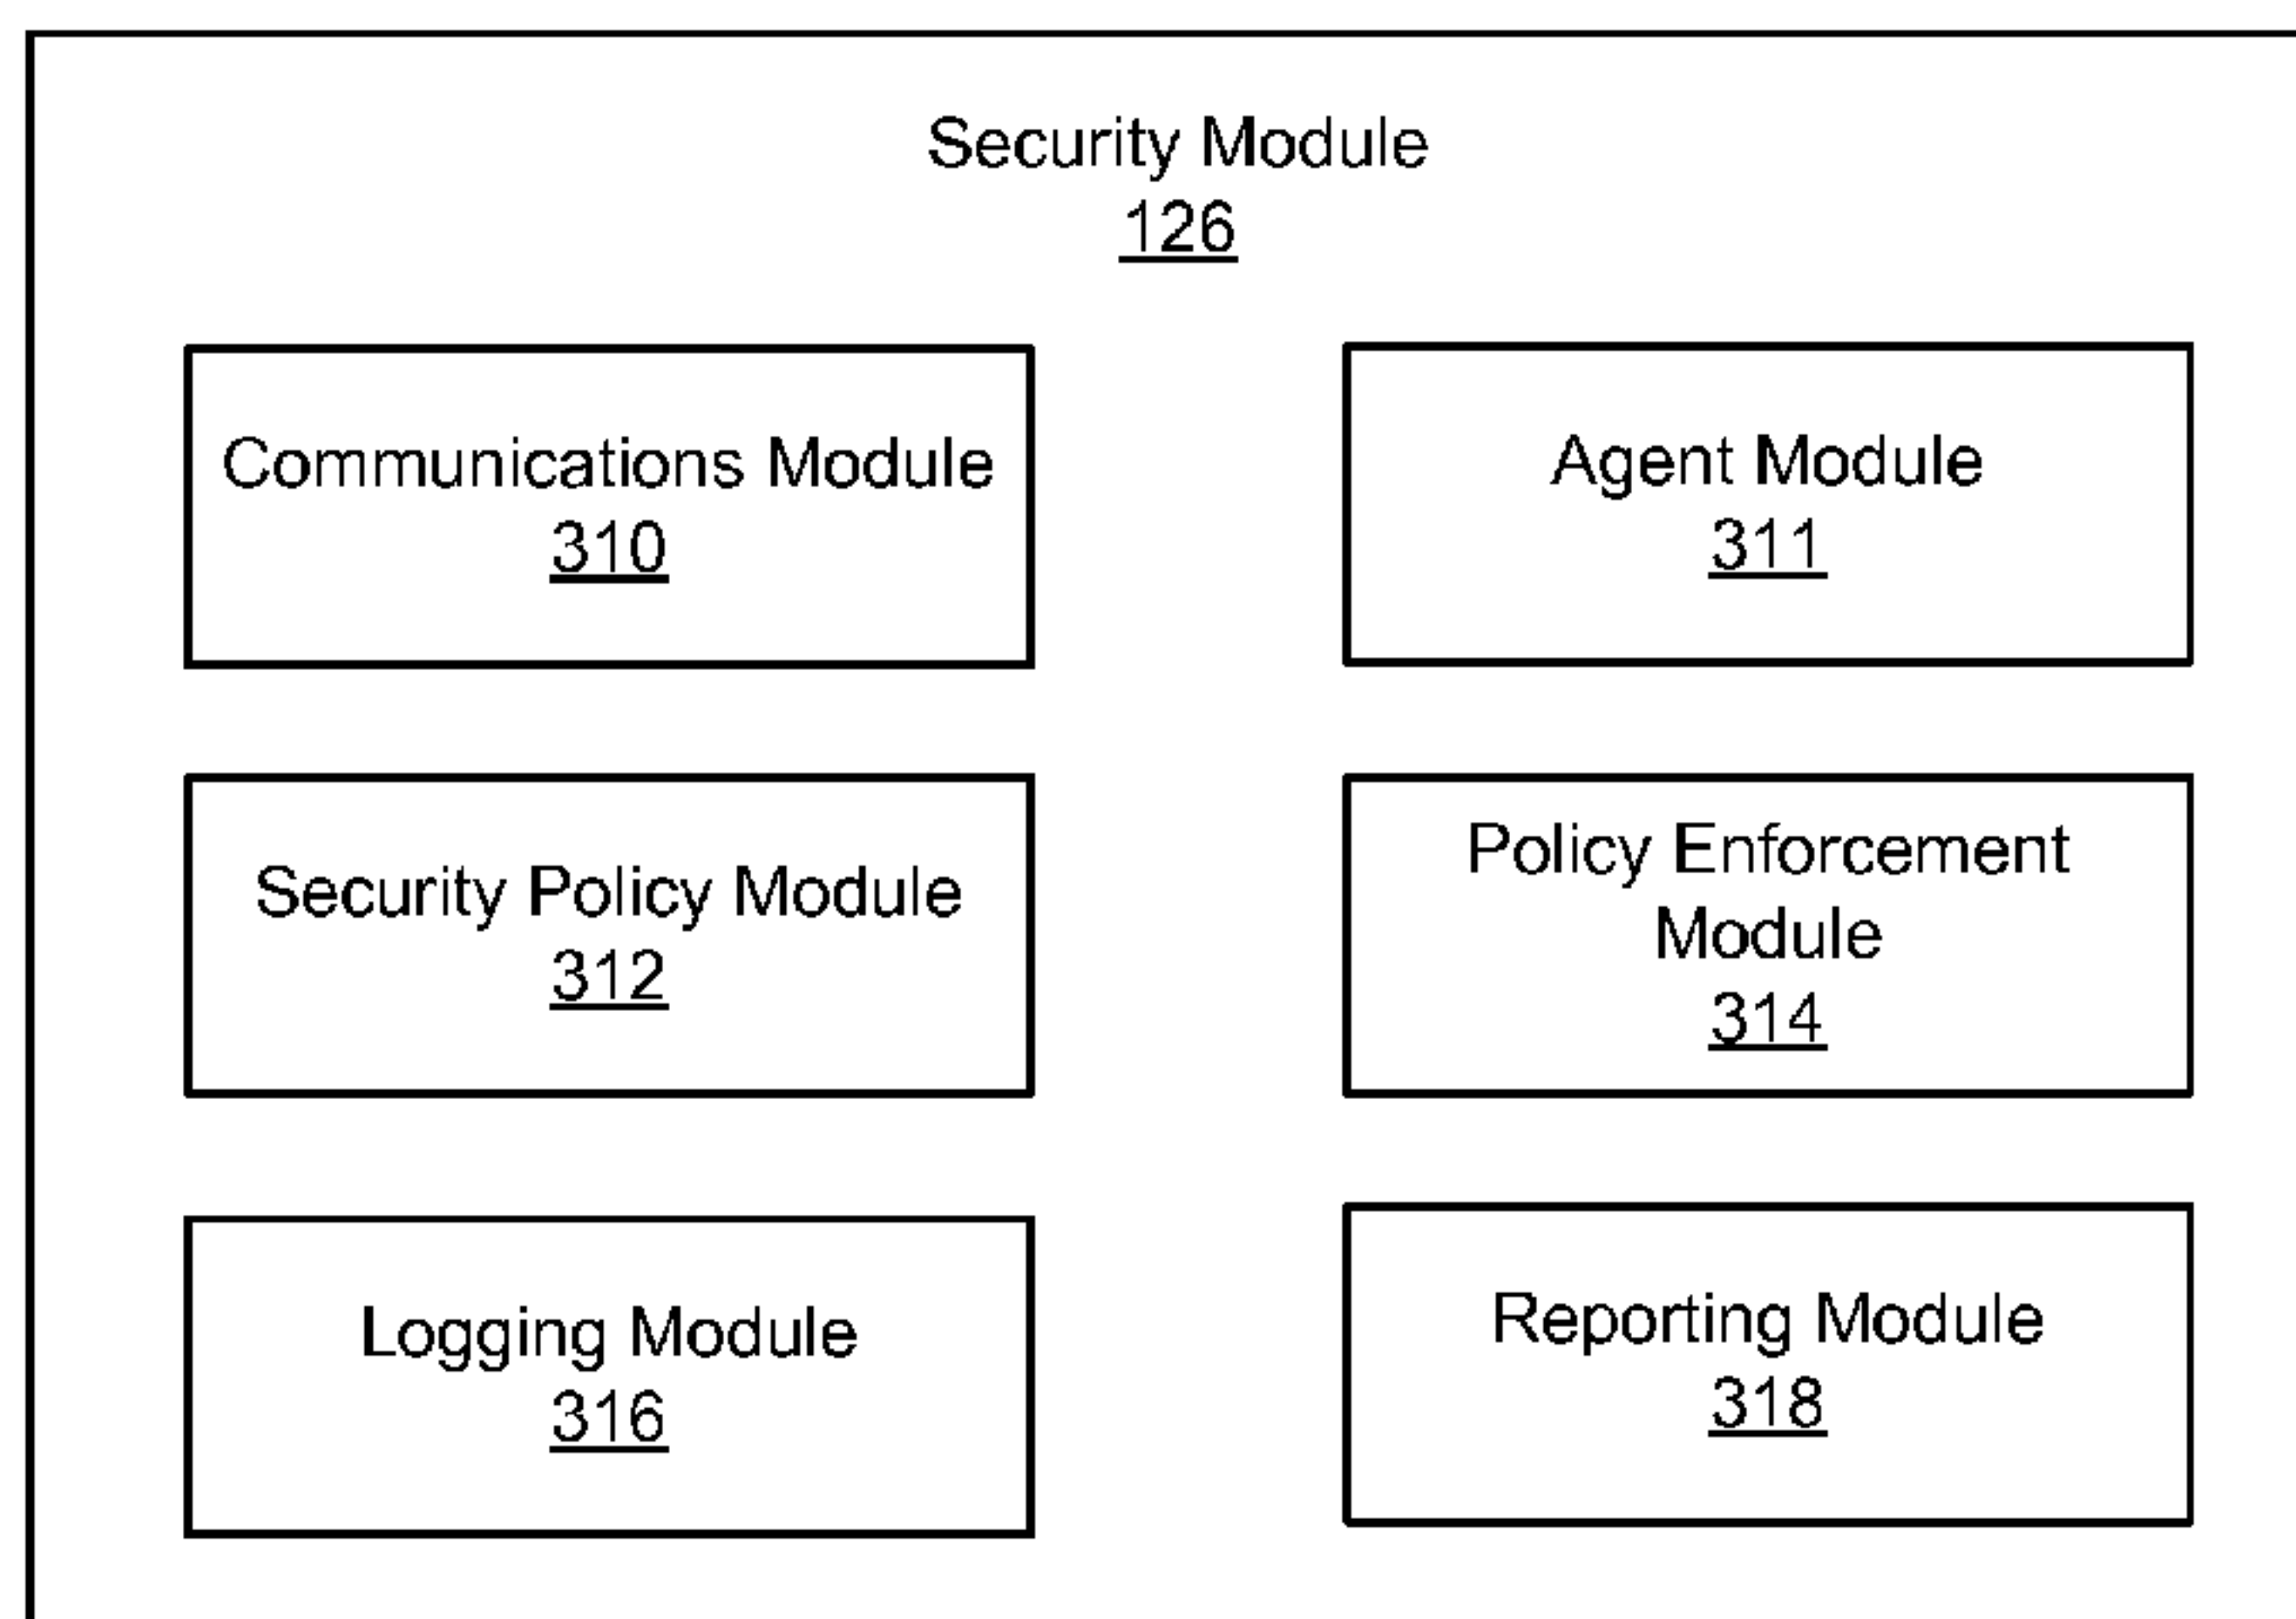 Security Module
126
Communications Module
310
Agent Module
311
Security Policy Module
312
Policy Enforcement
Module
314
Logging Module
316
Reporting Module
318